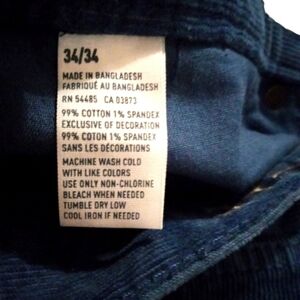 34/34
MADE IN BANGLADESH
FABRIQUÉ AU BANGLADESH
RN 54485 CA 03873
99% COTTON 1% SPANDEX
EXCLUSIVE OF DECORATION
99% COTTON 1% SPANDEX
SANS LES DÉCORATIONS
MACHINE WASH COLD
WITH LIKE COLORS
USE ONLY NON-CHLORINE
BLEACH WHEN NEEDED
TUMBLE DRY LOW
COOL IRON IF NEEDED